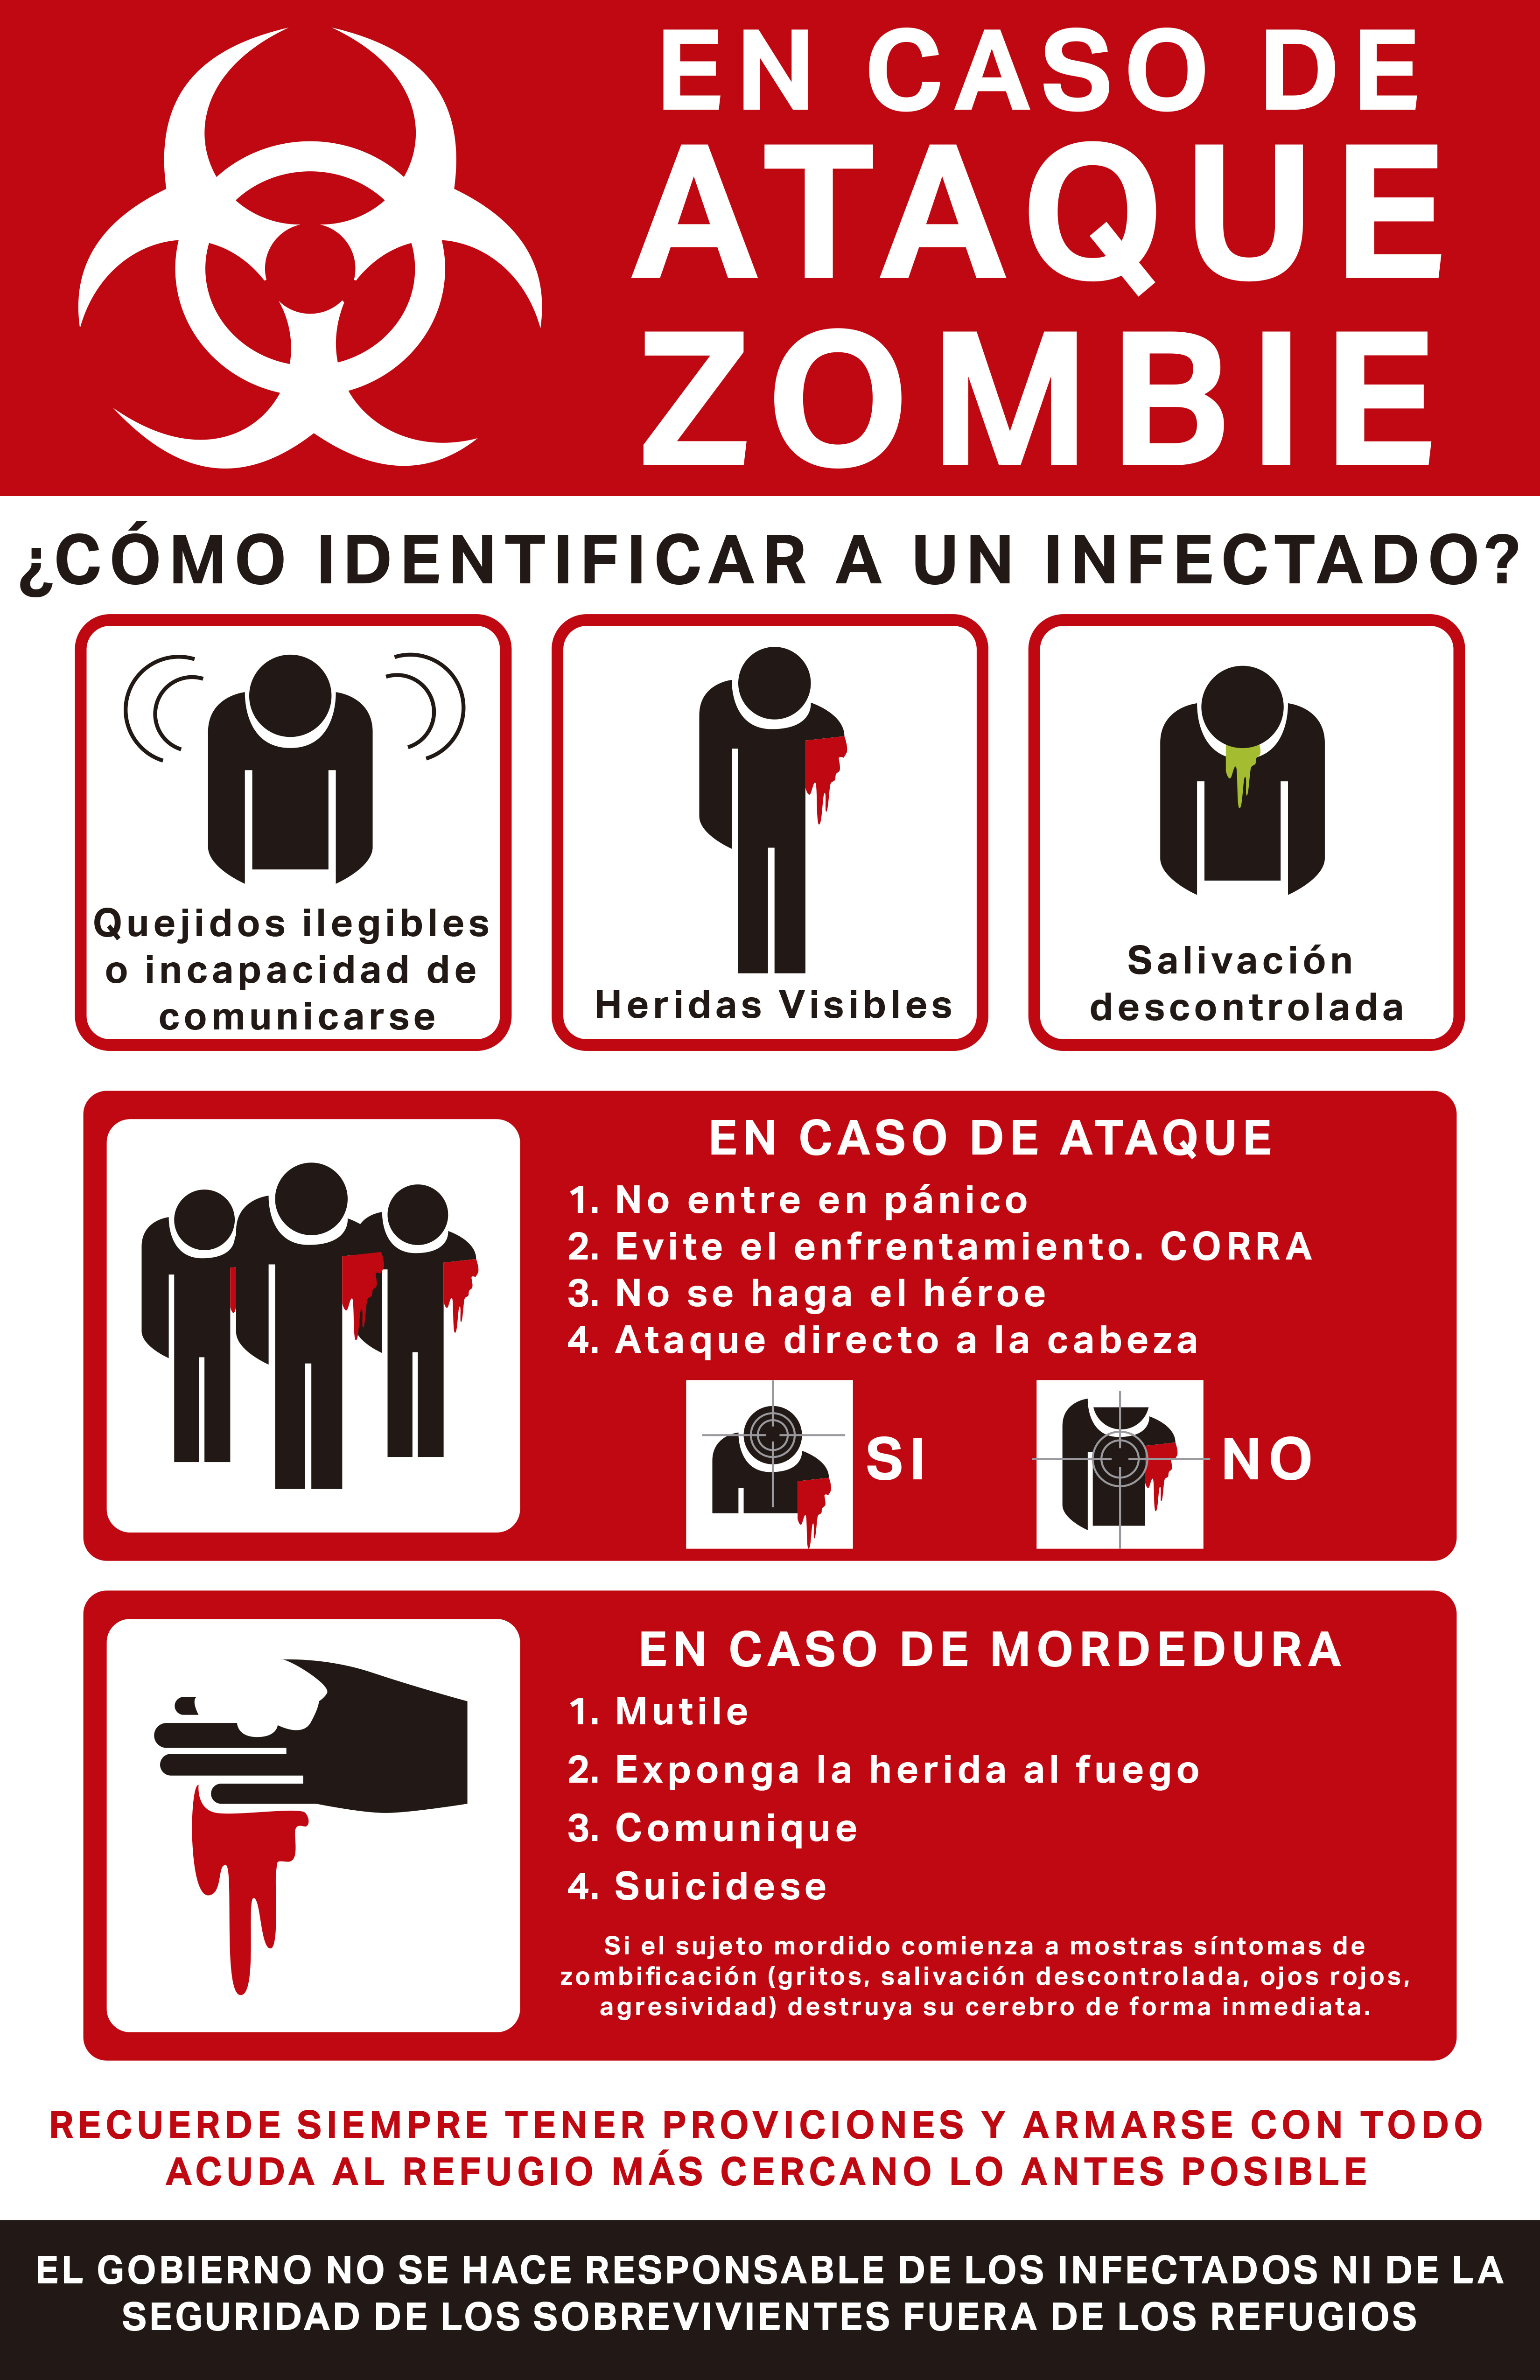 EN CASO DE
ATAQUE
ZOMBIE
¿CÓMO IDENTIFICAR A UN INFECTADO?
Quejidos ilegibles
o incapacidad de
comunicarse
Heridas Visibles
Salivación
descontrolada
EN CASO DE ATAQUE
1. No entre en pánico
2. Evite el enfrentamiento. CORRA
3. No se haga el héroe
4. Ataque directo a la cabeza
SI
NO
EN CASO DE MORDEDURA
1. Mutile
2. Exponga la herida al fuego
3. Comunique
4. Suicidese
Si el sujeto mordido comienza a mostras síntomas de
zombificación (gritos, salivación descontrolada, ojos rojos,
agresividad) destruya su cerebro de forma inmediata.
RECUERDE SIEMPRE TENER PROVICIONES Y ARMARSE CON TODO
ACUDA AL REFUGIO MÁS CERCANO LO ANTES POSIBLE
EL GOBIERNO NO SE HACE RESPONSABLE DE LOS INFECTADOS NI DE LA
SEGURIDAD DE LOS SOBREVIVIENTES FUERA DE LOS REFUGIOS